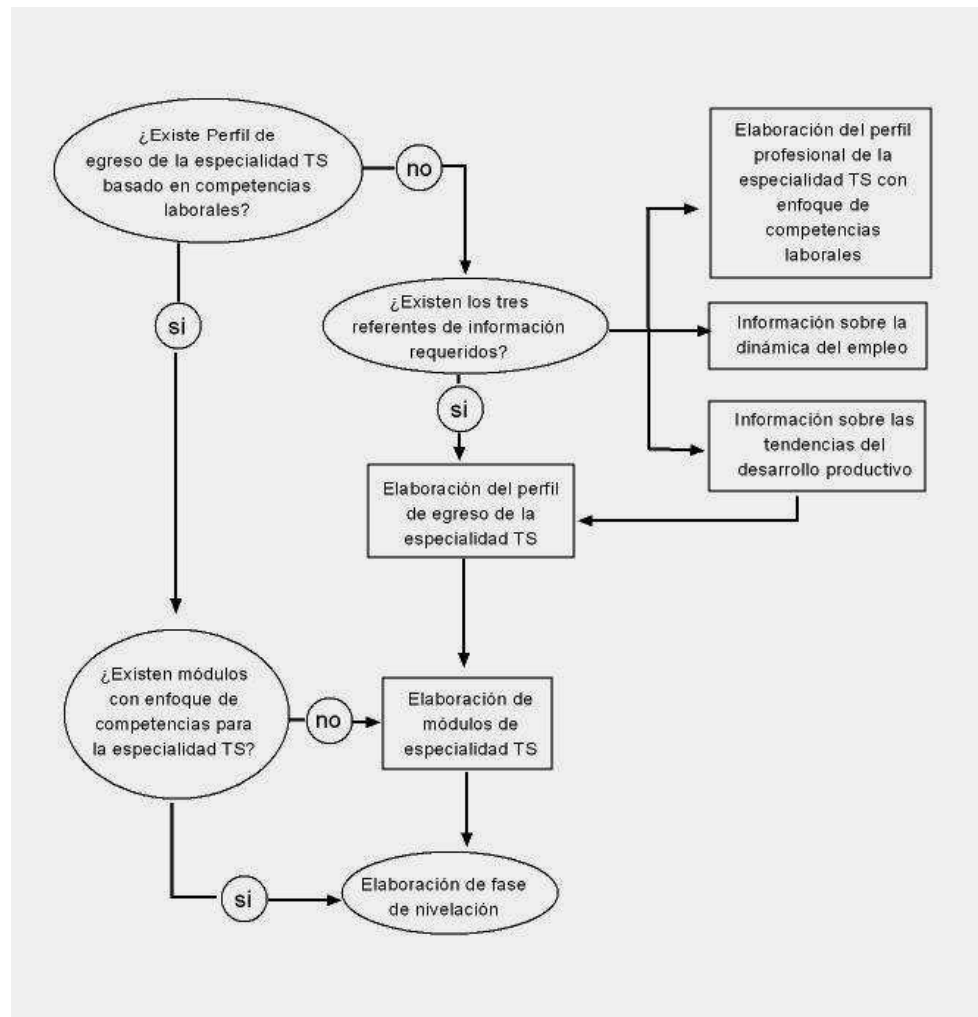 ¿Existe Perfil de
egreso de la especialidad TS
basado en competencias
laborales?
no
si
Elaboración del perfil
profesional de la
especialidad TS con
enfoque de
competencias
laborales
¿Existen los tres
referentes de información
requeridos?
Información sobre la
dinámica del empleo
si
Información sobre las
tendencias del
desarrollo productivo
Elaboración del perfil
de egreso de la
especialidad TS
¿Existen módulos
con enfoque de
competencias para
la especialidad TS?
no
Elaboración de
módulos de
especialidad TS
si
Elaboración de fase
de nivelación